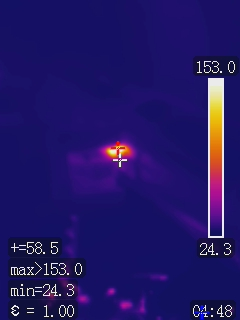 153.0
24.3
+=58.5
max>153.0
min=24.3
ε = 1.00
04:48